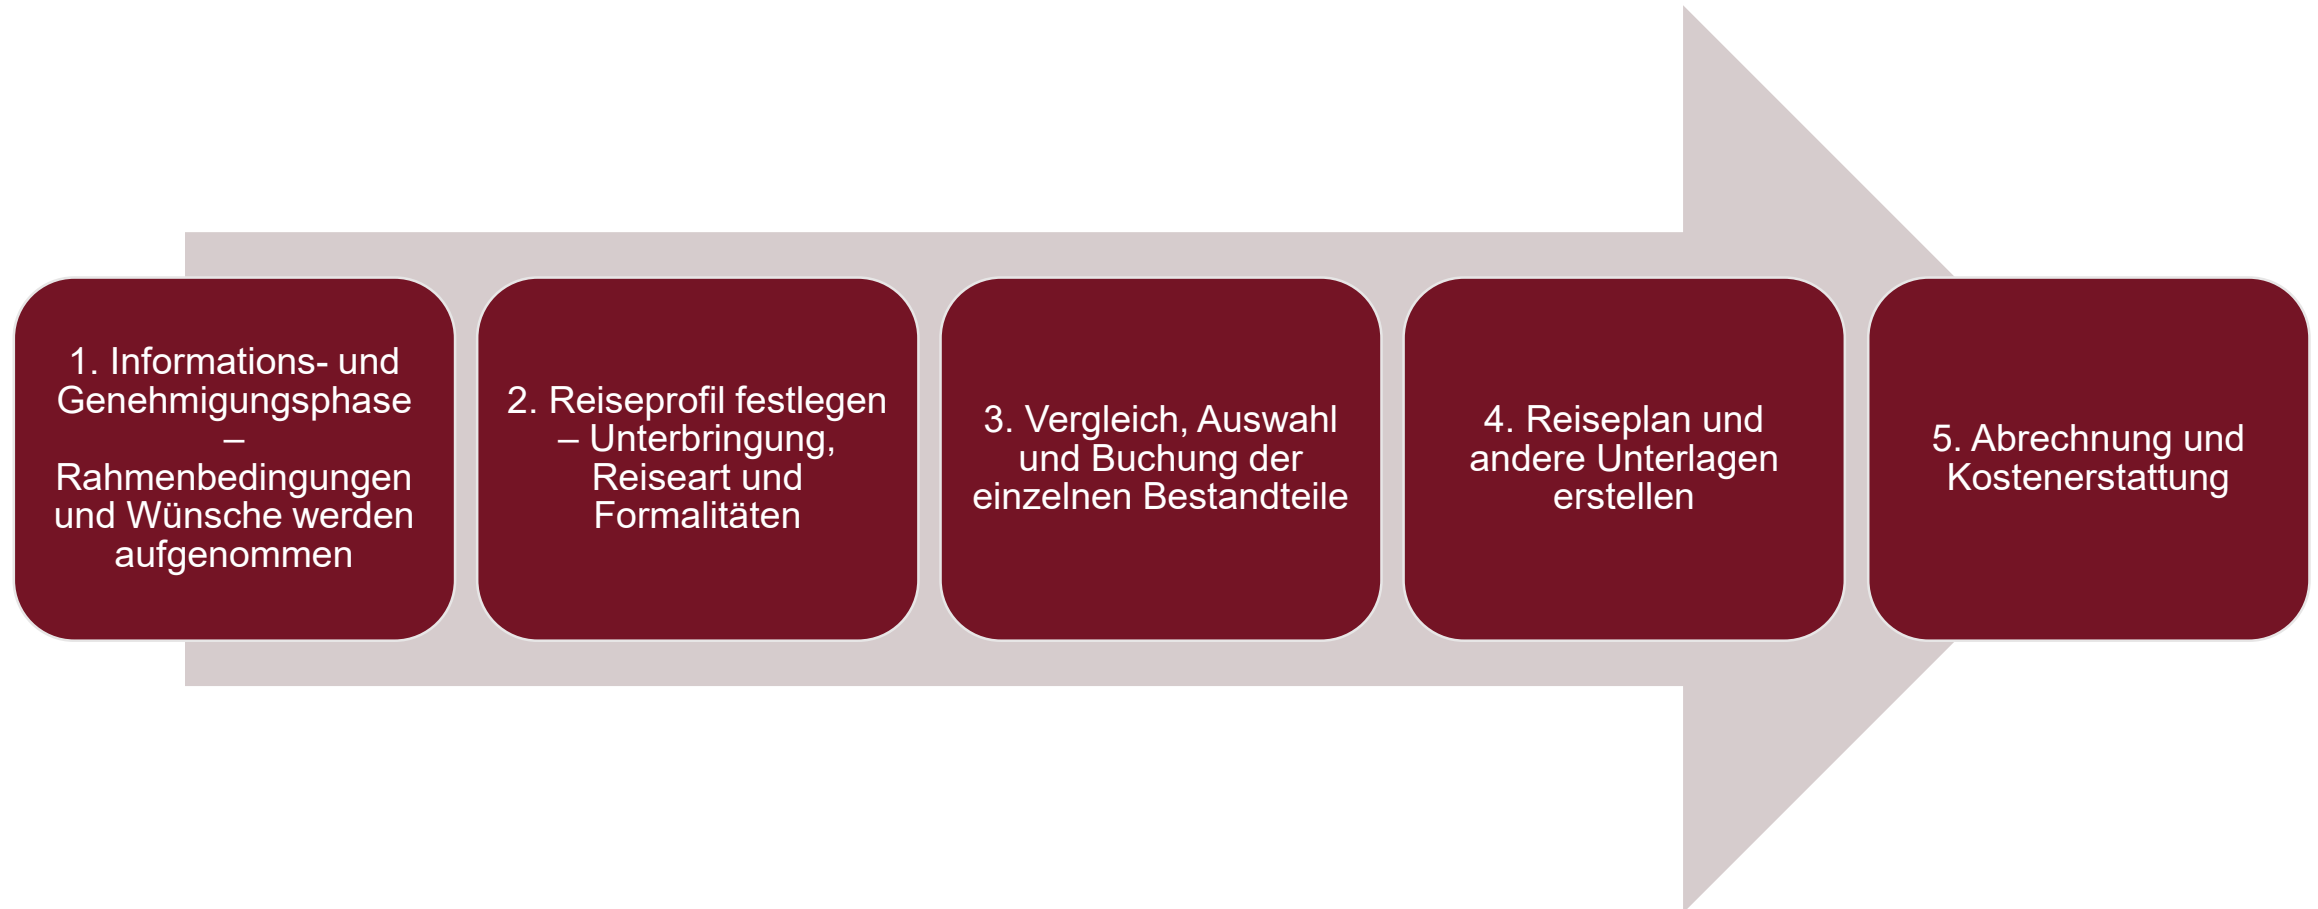 1. Informations- und
Genehmigungsphase
–
Rahmenbedingungen
und Wünsche werden
aufgenommen
2. Reiseprofil festlegen
– Unterbringung,
Reiseart und
Formalitäten
3. Vergleich, Auswahl
und Buchung der
einzelnen Bestandteile
4. Reiseplan und
andere Unterlagen
erstellen
5. Abrechnung und
Kostenerstattung